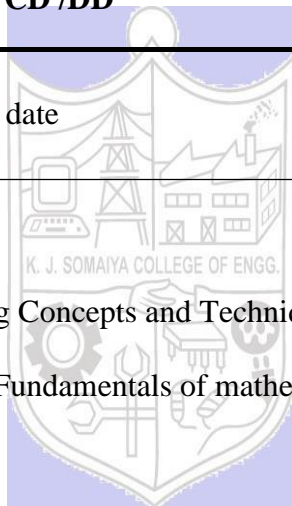 CD /DD
date
K. J. SOMAIYA COLLEGE OF ENGG.
g Concepts and Techni
Fundamentals of mathe